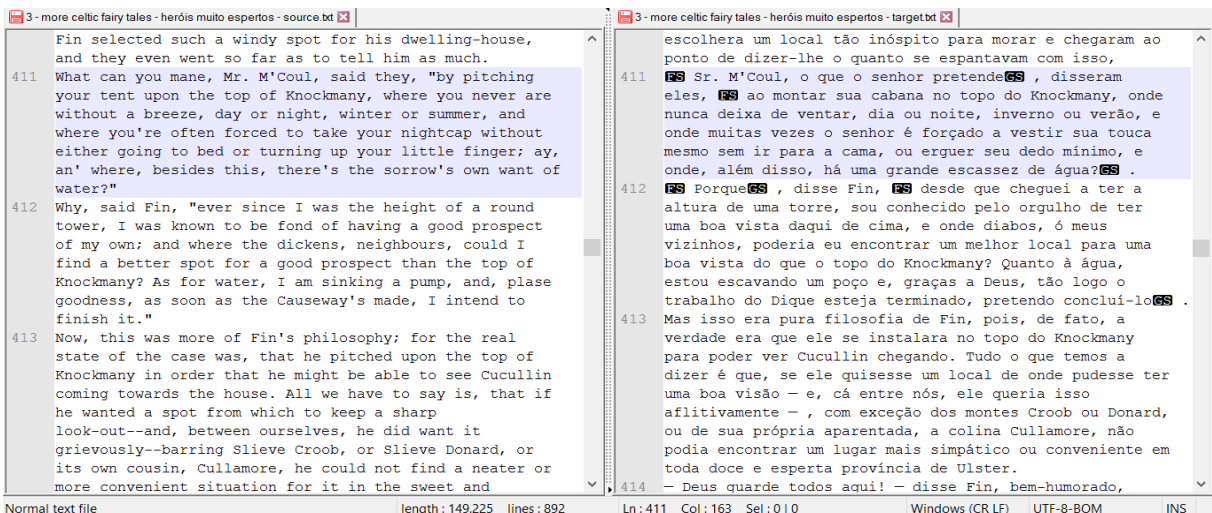 3 - more celtic fairy tales - heróis muito espertos - source.txt
Fin selected such a windy spot for his dwelling-house,
and they even went so far as to tell him as much.
411 What can you mane, Mr. M'Coul, said they, "by pitching
your tent upon the top of Knockmany, where you never are
without a breeze, day or night, winter or summer, and
where you're often forced to take your nightcap without
either going to bed or turning up your little finger; ay,
an' where, besides this, there's the sorrow's own want of
water?"
412 Why, said Fin, "ever since I was the height of a round
tower, I was known to be fond of having a good prospect
of my own; and where the dickens, neighbours, could I
find a better spot for a good prospect than the top of
Knockmany? As for water, I am sinking a pump, and, plase
goodness, as soon as the Causeway's made, I intend to
finish it."
413 Now, this was more of Fin's philosophy; for the real
state of the case was, that he pitched upon the top of
Knockmany in order that he might be able to see Cucullin
coming towards the house. All we have to say is, that if
he wanted a spot from which to keep a sharp
look-out--and, between ourselves, he did want it
grievously--barring Slieve Croob, or Slieve Donard, or
its own cousin, Cullamore, he could not find a neater or
more convenient situation for it in the sweet and
3 - more celtic fairy tales - heróis muito espertos - target.txt
escolhera um local tão inóspito para morar e chegaram ao
ponto de dizer-lhe o quanto se espantavam com isso,
411 FS Sr. M'Coul, o que o senhor pretendeGS , disseram
eles, FS ao montar sua cabana no topo do Knockmany, onde
nunca deixa de ventar, dia ou noite, inverno ou verão, e
onde muitas vezes o senhor é forçado a vestir sua touca
mesmo sem ir para a cama, ou erguer seu dedo mínimo, e
onde, além disso, há uma grande escassez de água?GS .
412 FS PorqueGS , disse Fin, FS desde que cheguei a ter a
altura de uma torre, sou conhecido pelo orgulho de ter
uma boa vista daqui de cima, e onde diabos, ó meus
vizinhos, poderia eu encontrar um melhor local para uma
boa vista do que o topo do Knockmany? Quanto à água,
estou escavando um poço e, graças a Deus, tão logo o
trabalho do Dique esteja terminado, pretendo concluí-loGS .
413 Mas isso era pura filosofia de Fin, pois, de fato, a
verdade era que ele se instalara no topo do Knockmany
para poder ver Cucullin chegando. Tudo o que temos a
dizer é que, se ele quisesse um local de onde pudesse ter
uma boa visão — e, cá entre nós, ele queria isso
aflitivamente — , com exceção dos montes Croob ou Donard,
ou de sua própria aparentada, a colina Cullamore, não
podia encontrar um lugar mais simpático ou conveniente em
toda doce e esperta província de Ulster.
414 — Deus guarde todos aqui! — disse Fin, bem-humorado,
Normal text file length : 149.225 lines : 892 Ln : 411 Col : 163 Sel : 0 | 0 Windows (CR LF) UTF-8-BOM INS